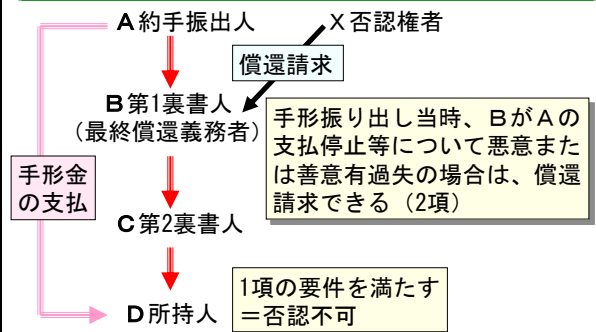 A約手振出人
X否認権者
償還請求
B第1裏書人
（最終償還義務者）
手形振り出し当時、BがAの
支払停止等について悪意また
は善意有過失の場合は、償還
請求できる（2項）
手形金
の支払
C第2裏書人
D所持人
1項の要件を満たす
＝否認不可